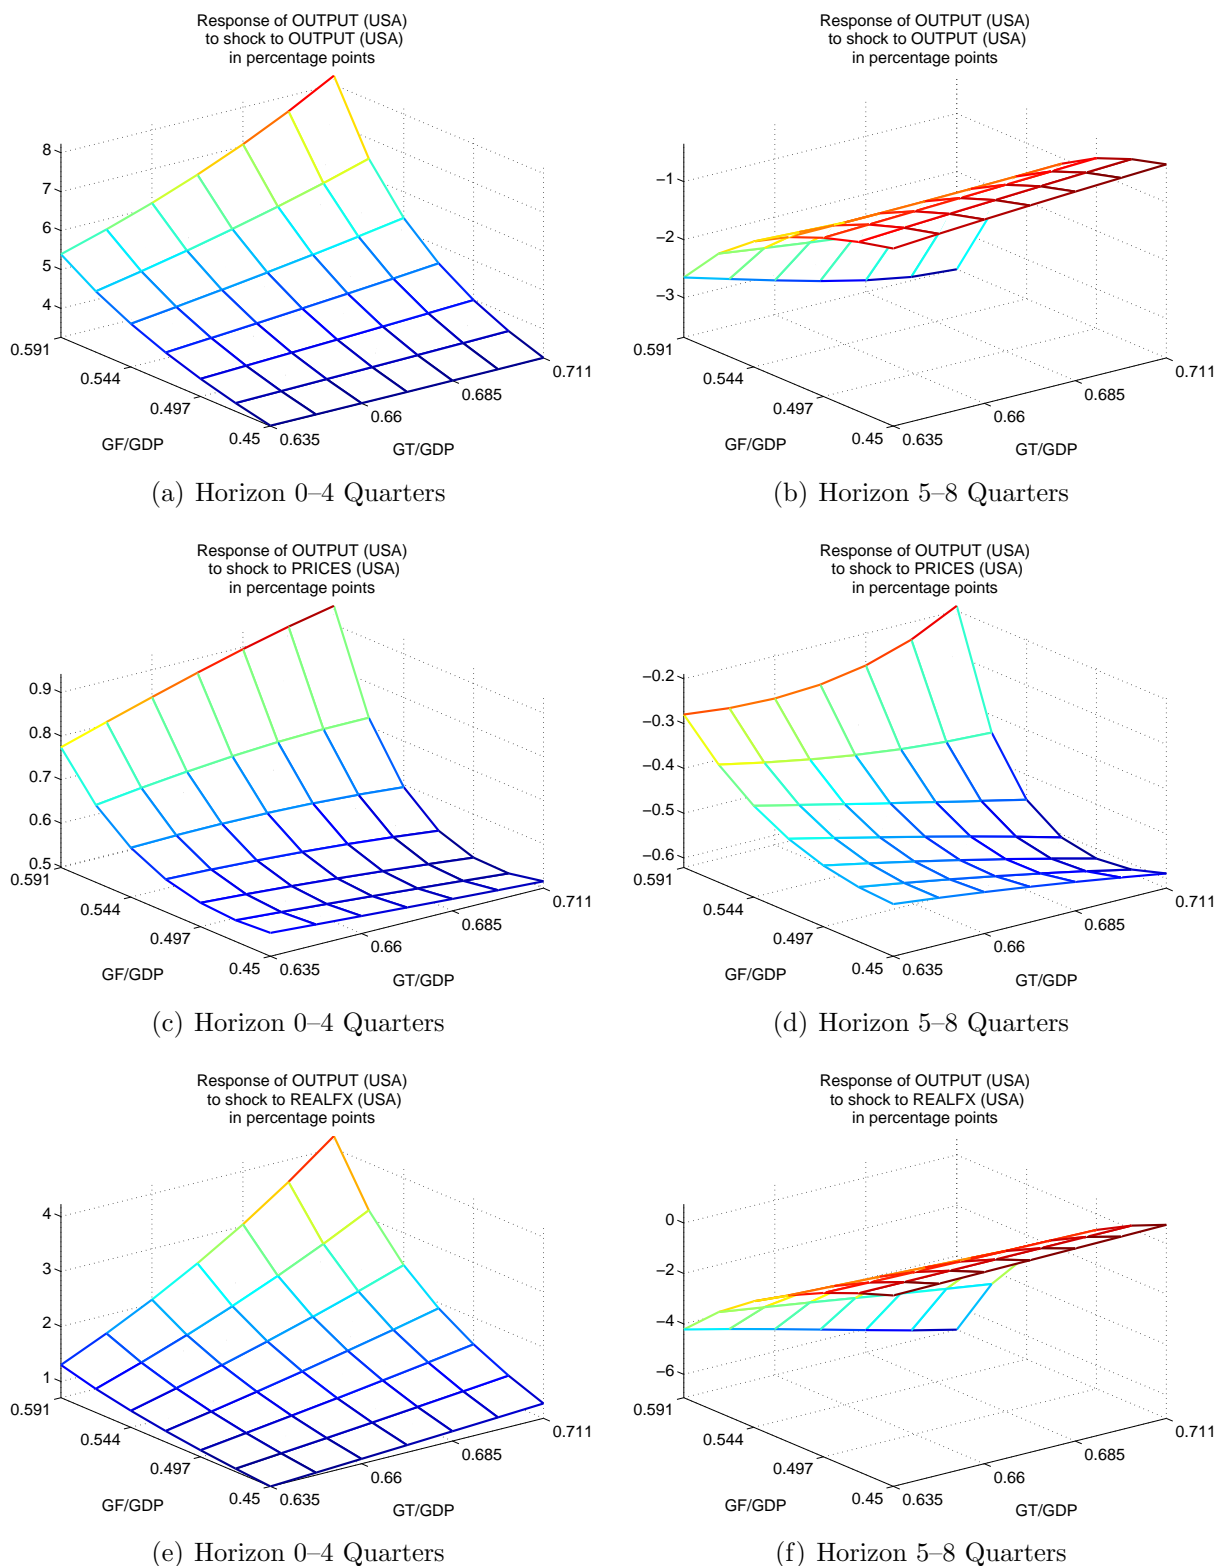 Response of OUTPUT (USA)
to shock to OUTPUT (USA)
in percentage points
8
7
6
5
4
0.591
0.544
0.497
0.45
GF/GDP
0.635
0.66
0.685
0.711
GT/GDP
(a) Horizon 0–4 Quarters
Response of OUTPUT (USA)
to shock to OUTPUT (USA)
in percentage points
−1
−2
−3
0.591
0.544
0.497
0.45
GF/GDP
0.635
0.66
0.685
0.711
GT/GDP
(b) Horizon 5–8 Quarters
Response of OUTPUT (USA)
to shock to PRICES (USA)
in percentage points
0.9
0.8
0.7
0.6
0.5
0.591
0.544
0.497
0.45
GF/GDP
0.635
0.66
0.685
0.711
GT/GDP
(c) Horizon 0–4 Quarters
Response of OUTPUT (USA)
to shock to PRICES (USA)
in percentage points
−0.2
−0.3
−0.4
−0.5
−0.6
0.591
0.544
0.497
0.45
GF/GDP
0.635
0.66
0.685
0.711
GT/GDP
(d) Horizon 5–8 Quarters
Response of OUTPUT (USA)
to shock to REALFX (USA)
in percentage points
4
3
2
1
0.591
0.544
0.497
0.45
GF/GDP
0.635
0.66
0.685
0.711
GT/GDP
(e) Horizon 0–4 Quarters
Response of OUTPUT (USA)
to shock to REALFX (USA)
in percentage points
0
−2
−4
−6
0.591
0.544
0.497
0.45
GF/GDP
0.635
0.66
0.685
0.711
GT/GDP
(f) Horizon 5–8 Quarters